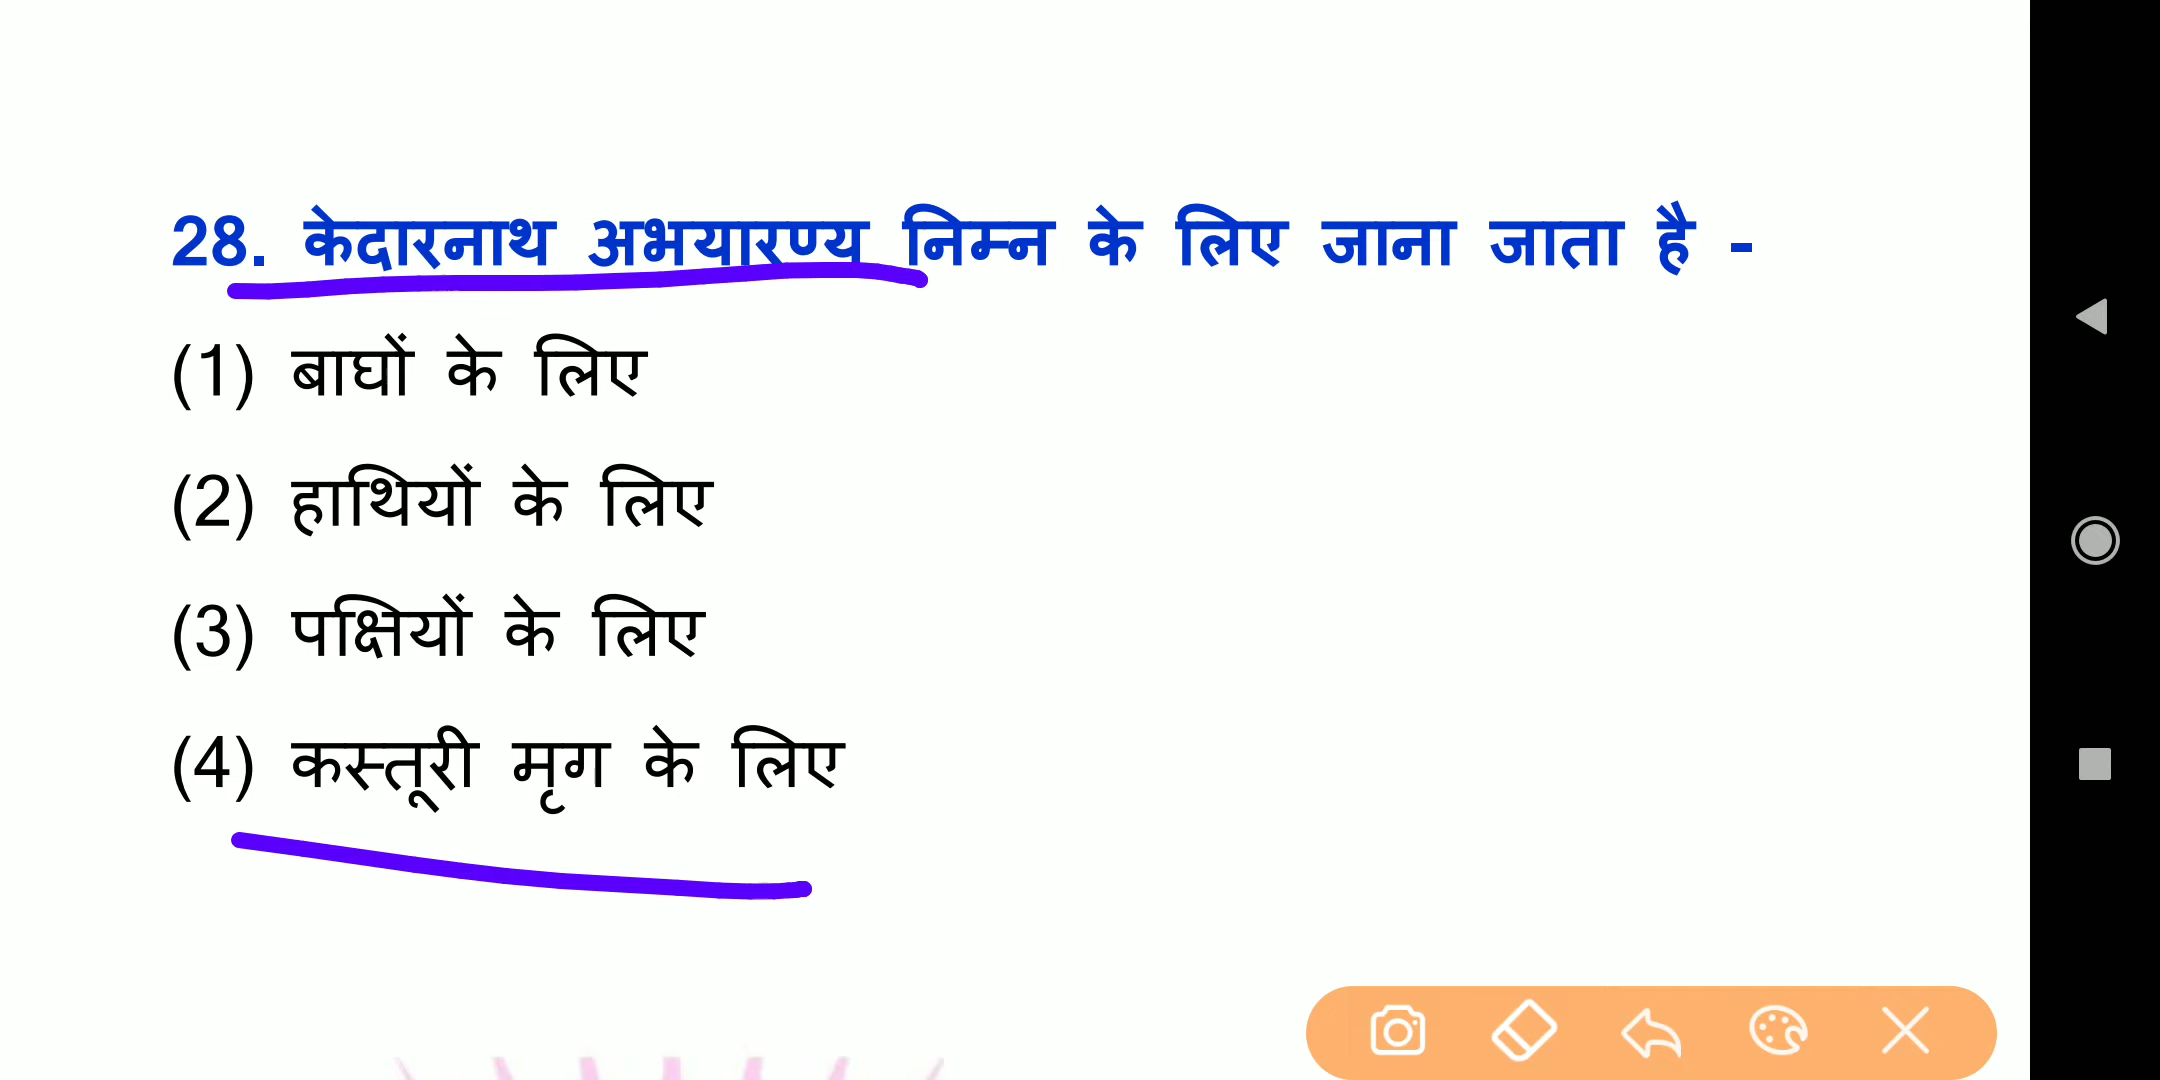 28. केदारनाथ अभयारण्य निम्न के लिए जाना जाता है -
(1) बाघों के लिए
(2) हाथियों के लिए
(3) पक्षियों के लिए
(4) कस्तूरी मृग के लिए